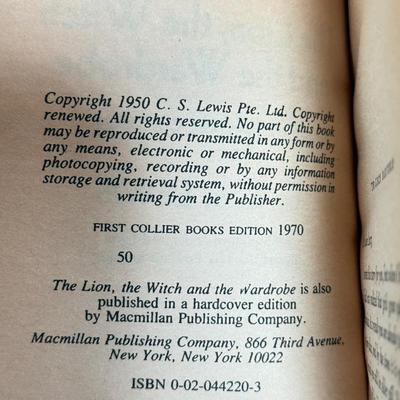 Copyright 1950 C. S. Lewis Pte. Ltd. Copyright
renewed. All rights reserved. No part of this book
may be reproduced or transmitted in any form or by
any means, electronic or mechanical, including
photocopying, recording or by any information
storage and retrieval system, without permission in
writing from the Publisher.
FIRST COLLIER BOOKS EDITION 1970
50
The Lion, the Witch and the Wardrobe is also
published in a hardcover edition
by Macmillan Publishing Company.
Macmillan Publishing Company, 866 Third Avenue,
New York, New York 10022
ISBN 0-02-044220-3